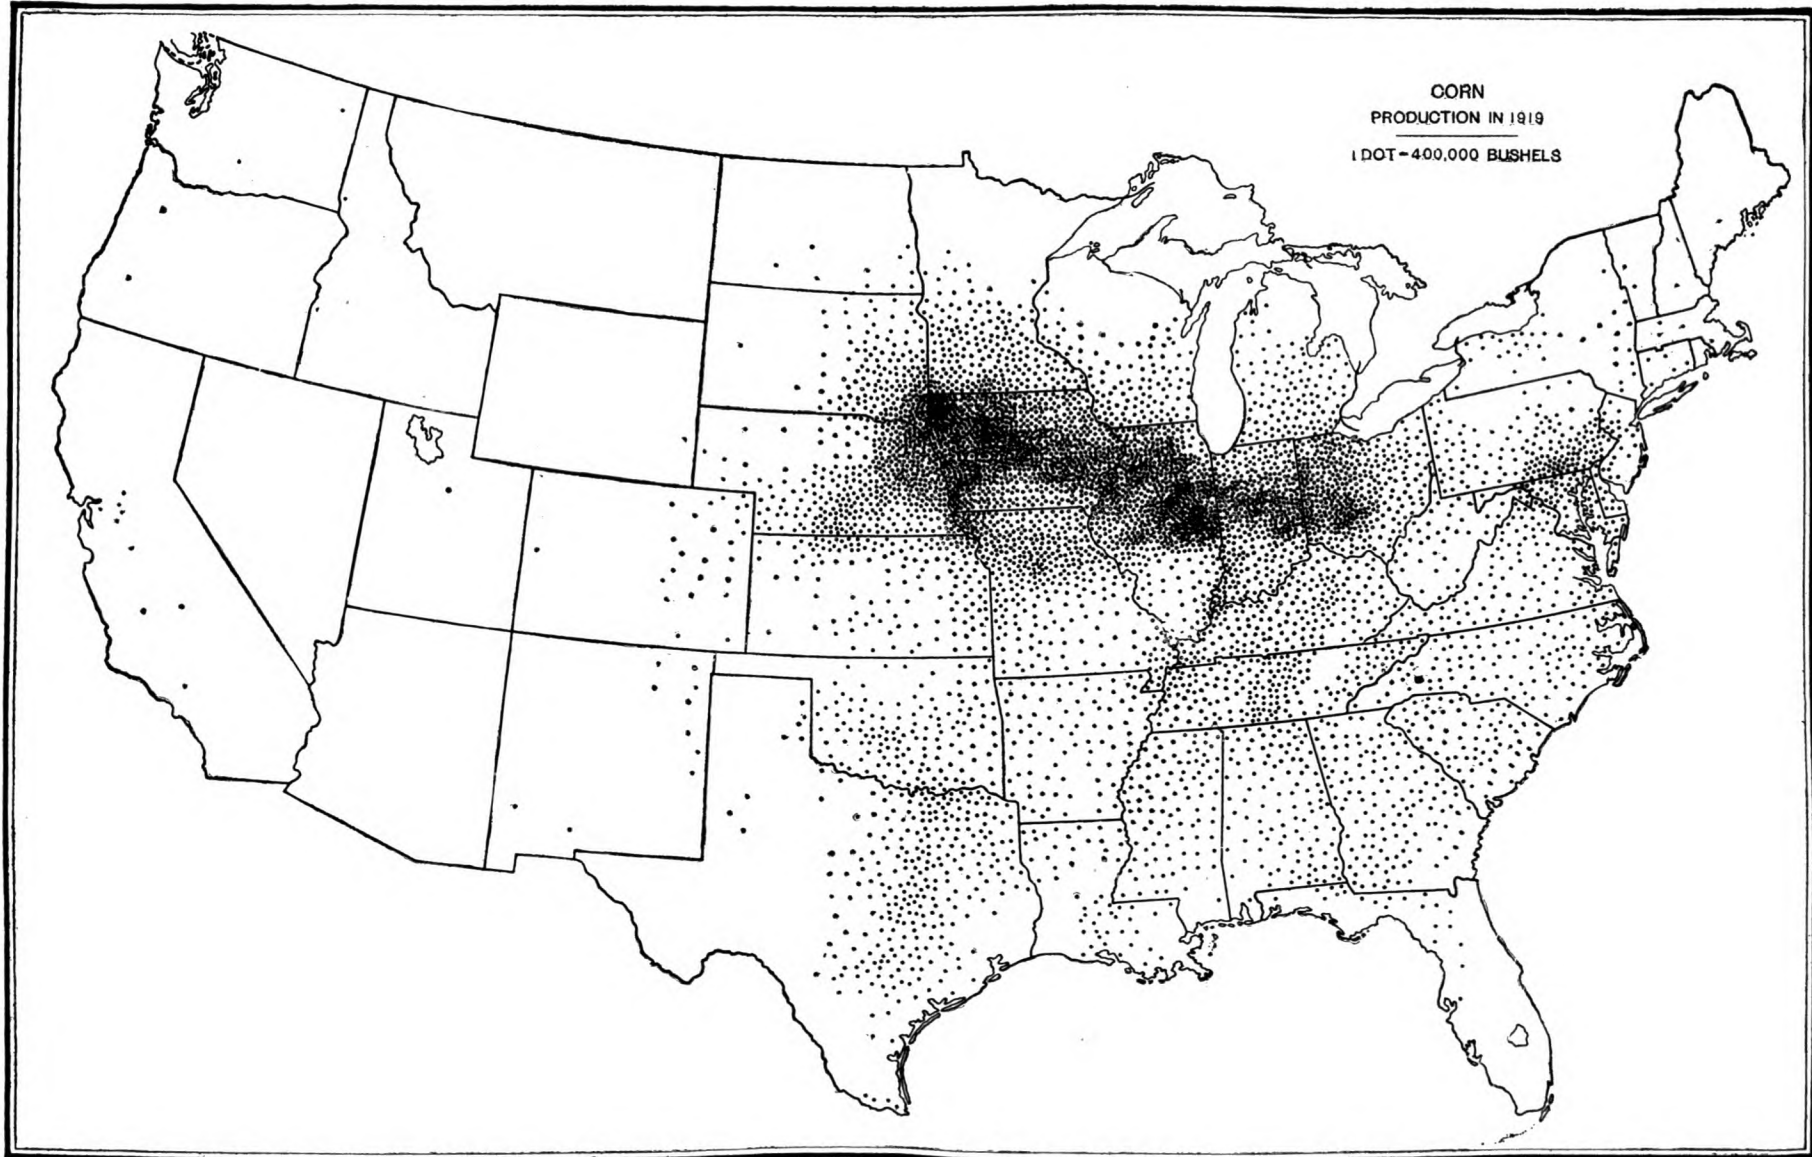 CORN
PRODUCTION IN 1919
1 DOT-400,000 BUSHELS